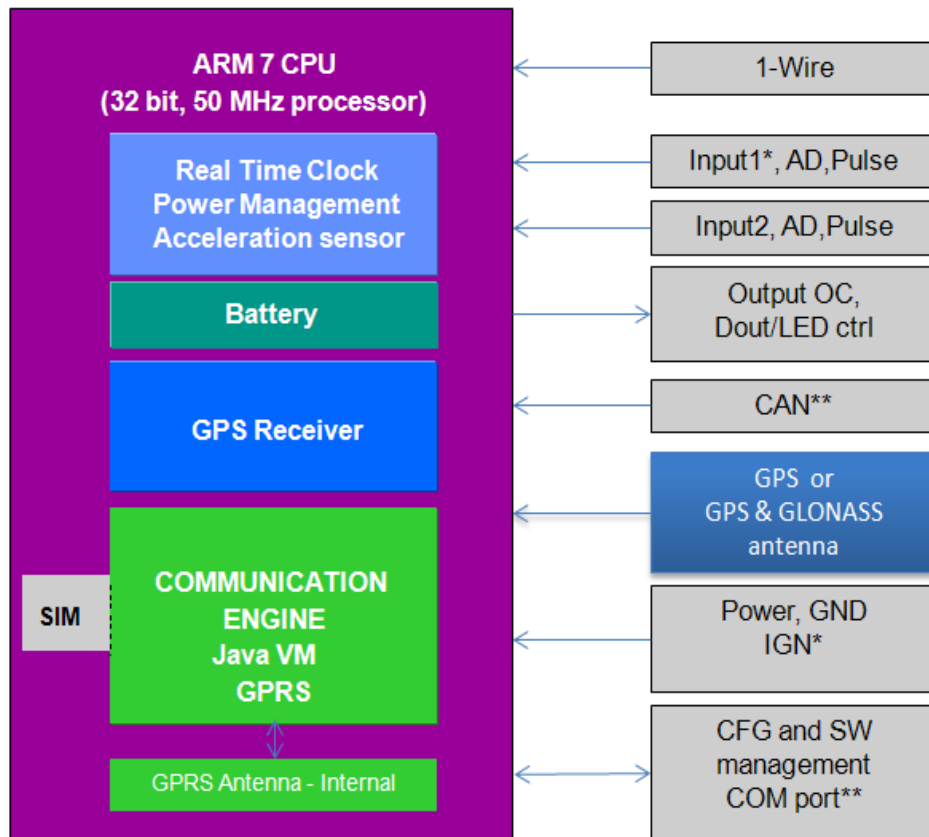 ARM 7 CPU
(32 bit, 50 MHz processor)
Real Time Clock
Power Management
Acceleration sensor
Battery
GPS Receiver
COMMUNICATION
ENGINE
Java VM
GPRS
SIM
GPRS Antenna - Internal
1-Wire
Input1*, AD,Pulse
Input2, AD,Pulse
Output OC,
Dout/LED ctrl
CAN**
GPS or
GPS & GLONASS
antenna
Power, GND
IGN*
CFG and SW
management
COM port**